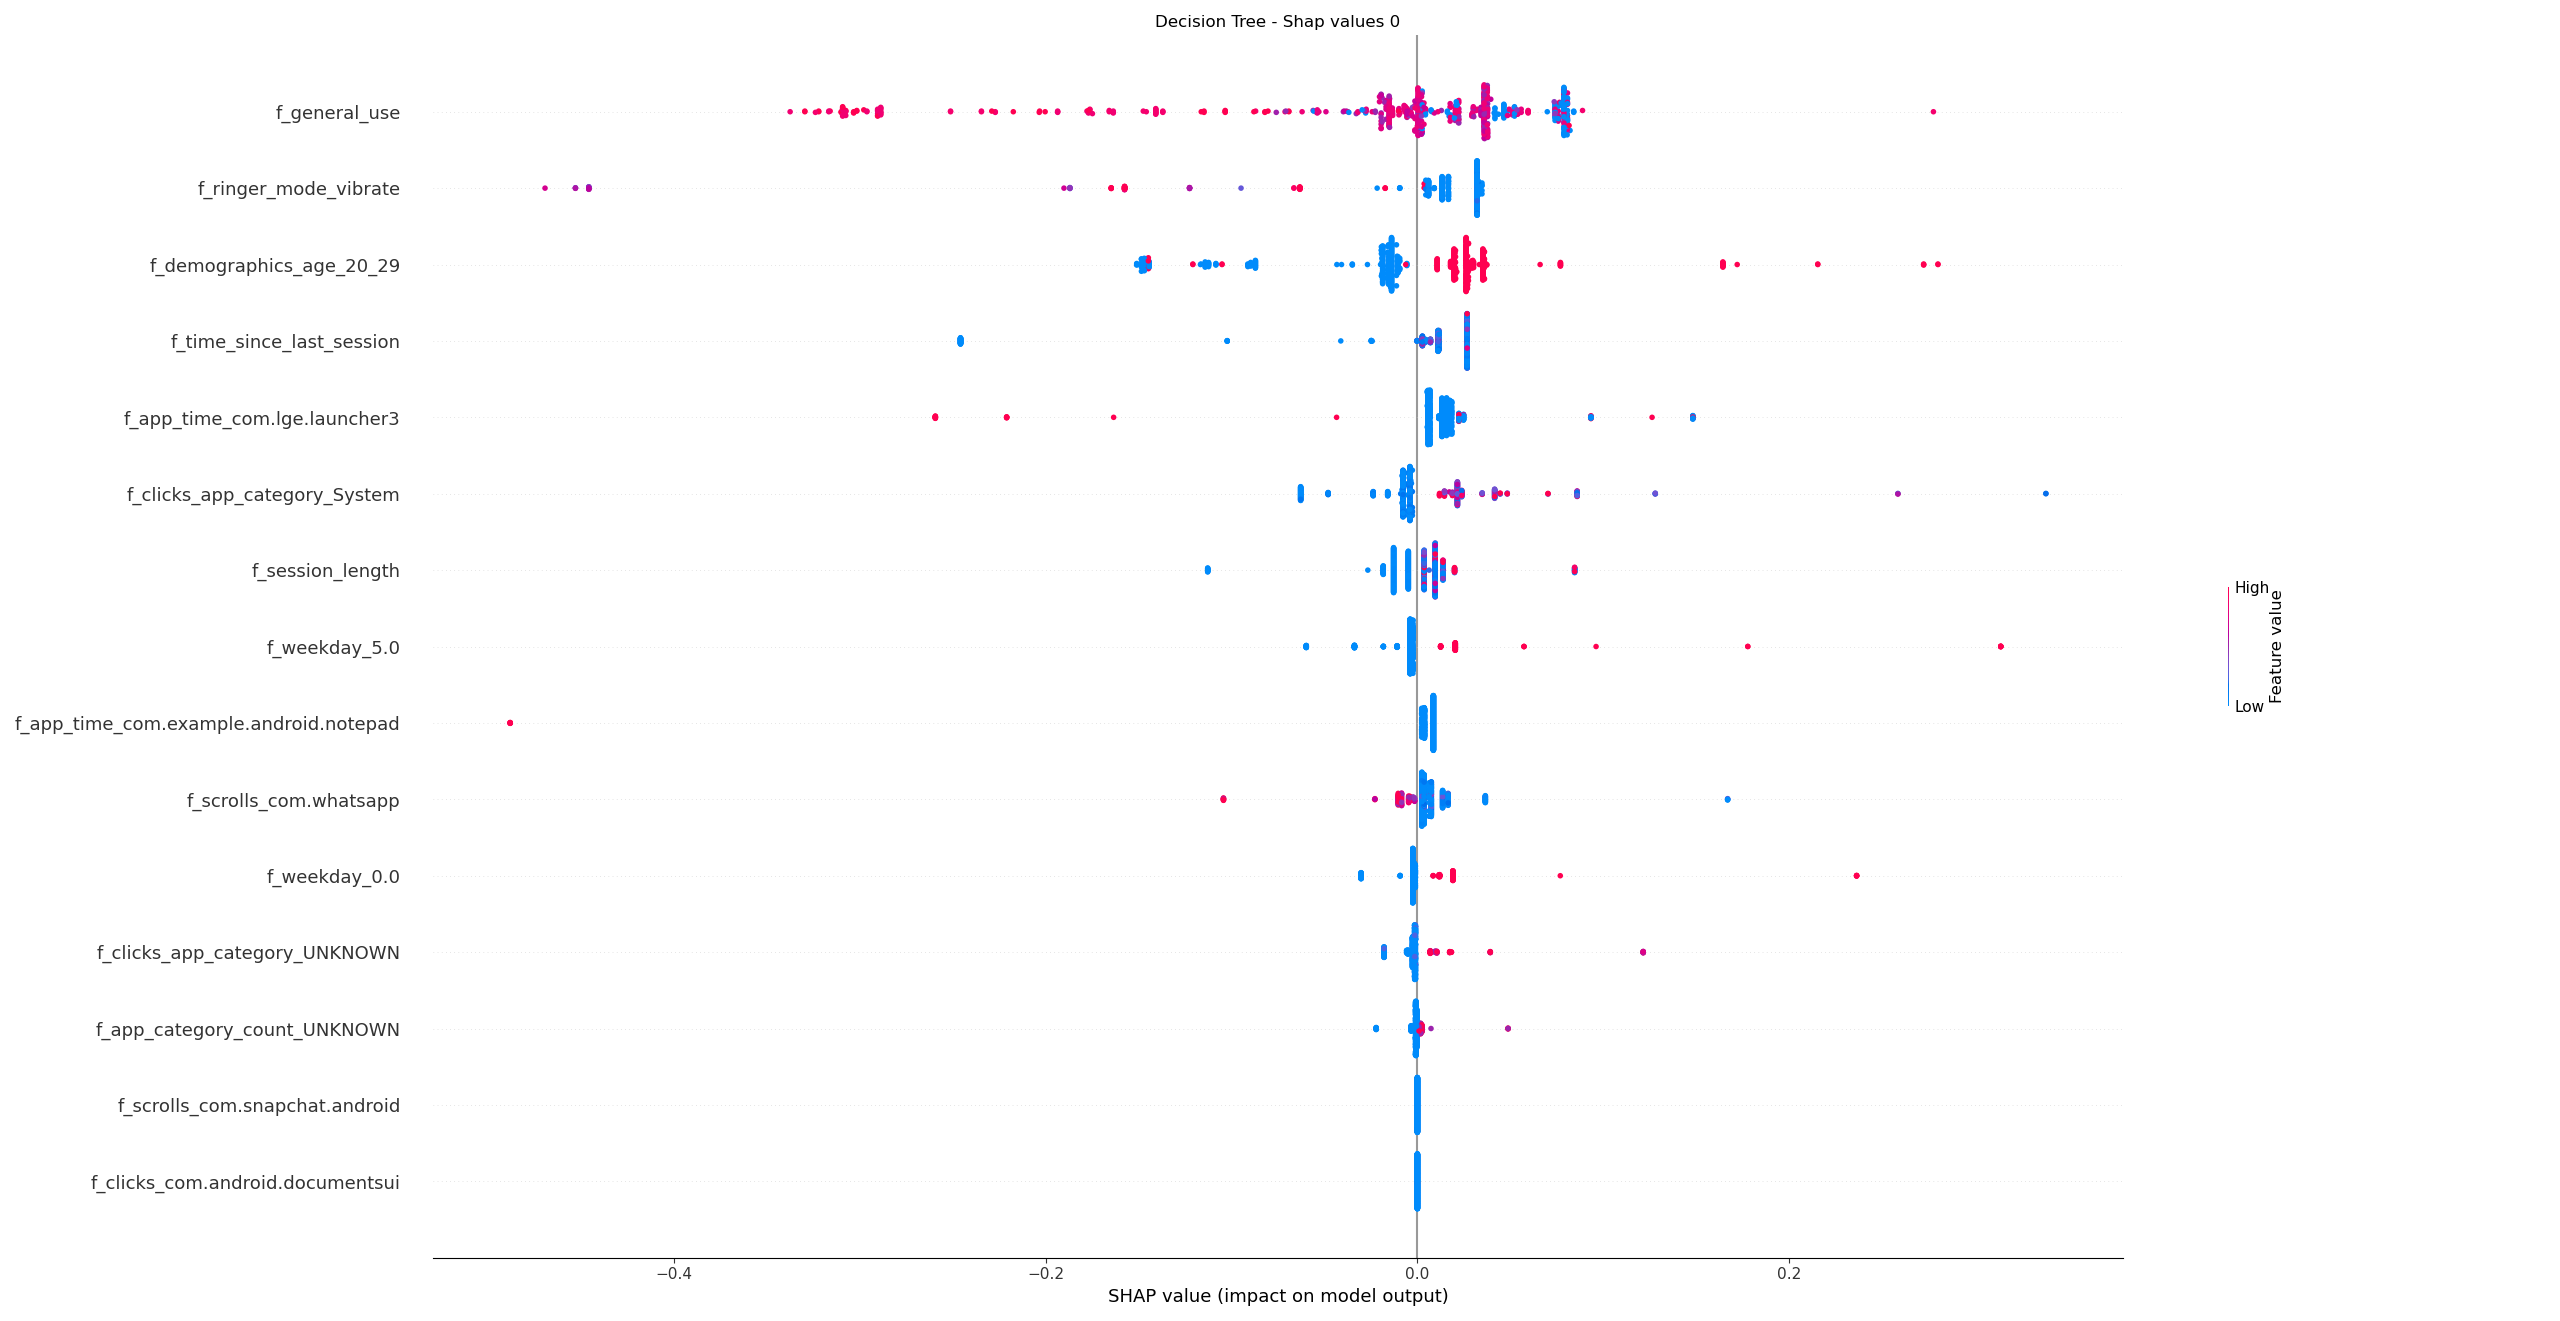 Decision Tree - Shap values 0
f_general_use
f_ringer_mode_vibrate
f_demographics_age_20_29
f_time_since_last_session
f_app_time_com.lge.launcher3
f_clicks_app_category_System
f_session_length
f_weekday_5.0
f_app_time_com.example.android.notepad
f_scrolls_com.whatsapp
f_weekday_0.0
f_clicks_app_category_UNKNOWN
f_app_category_count_UNKNOWN
f_scrolls_com.snapchat.android
f_clicks_com.android.documentsui
−0.4 −0.2 0.0 0.2
SHAP value (impact on model output)
High
Low
Feature value